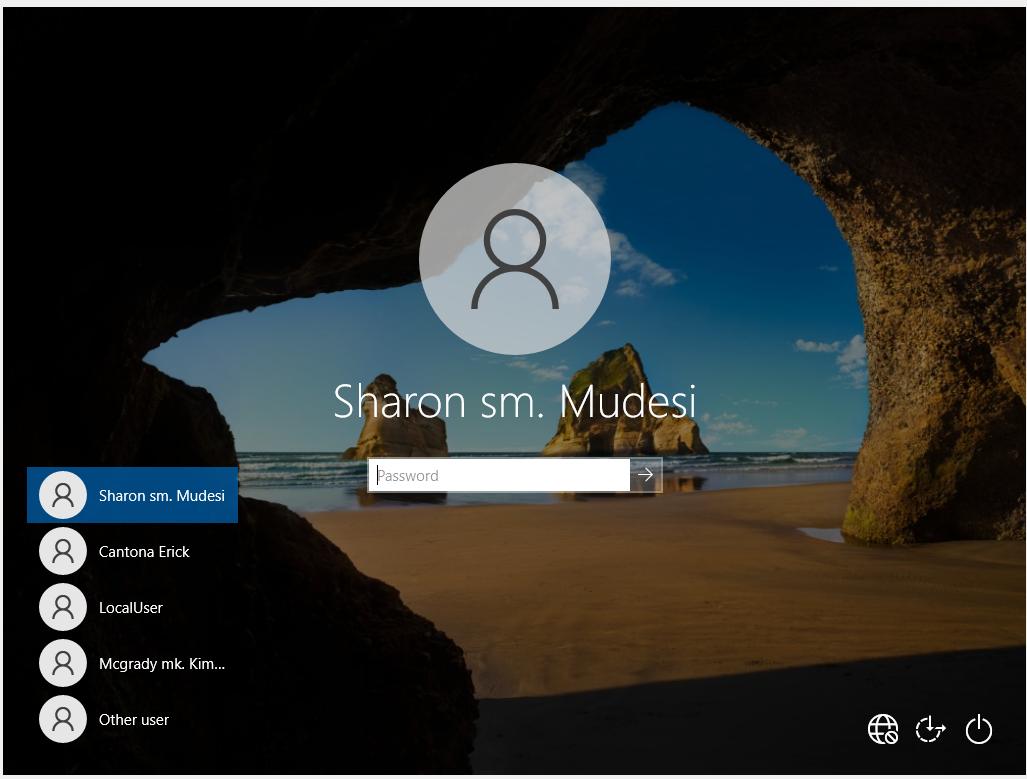 Sharon sm. Mudesi
Password
Sharon sm. Mudesi
Cantona Erick
LocalUser
Mcgrady mk. Kim...
Other user